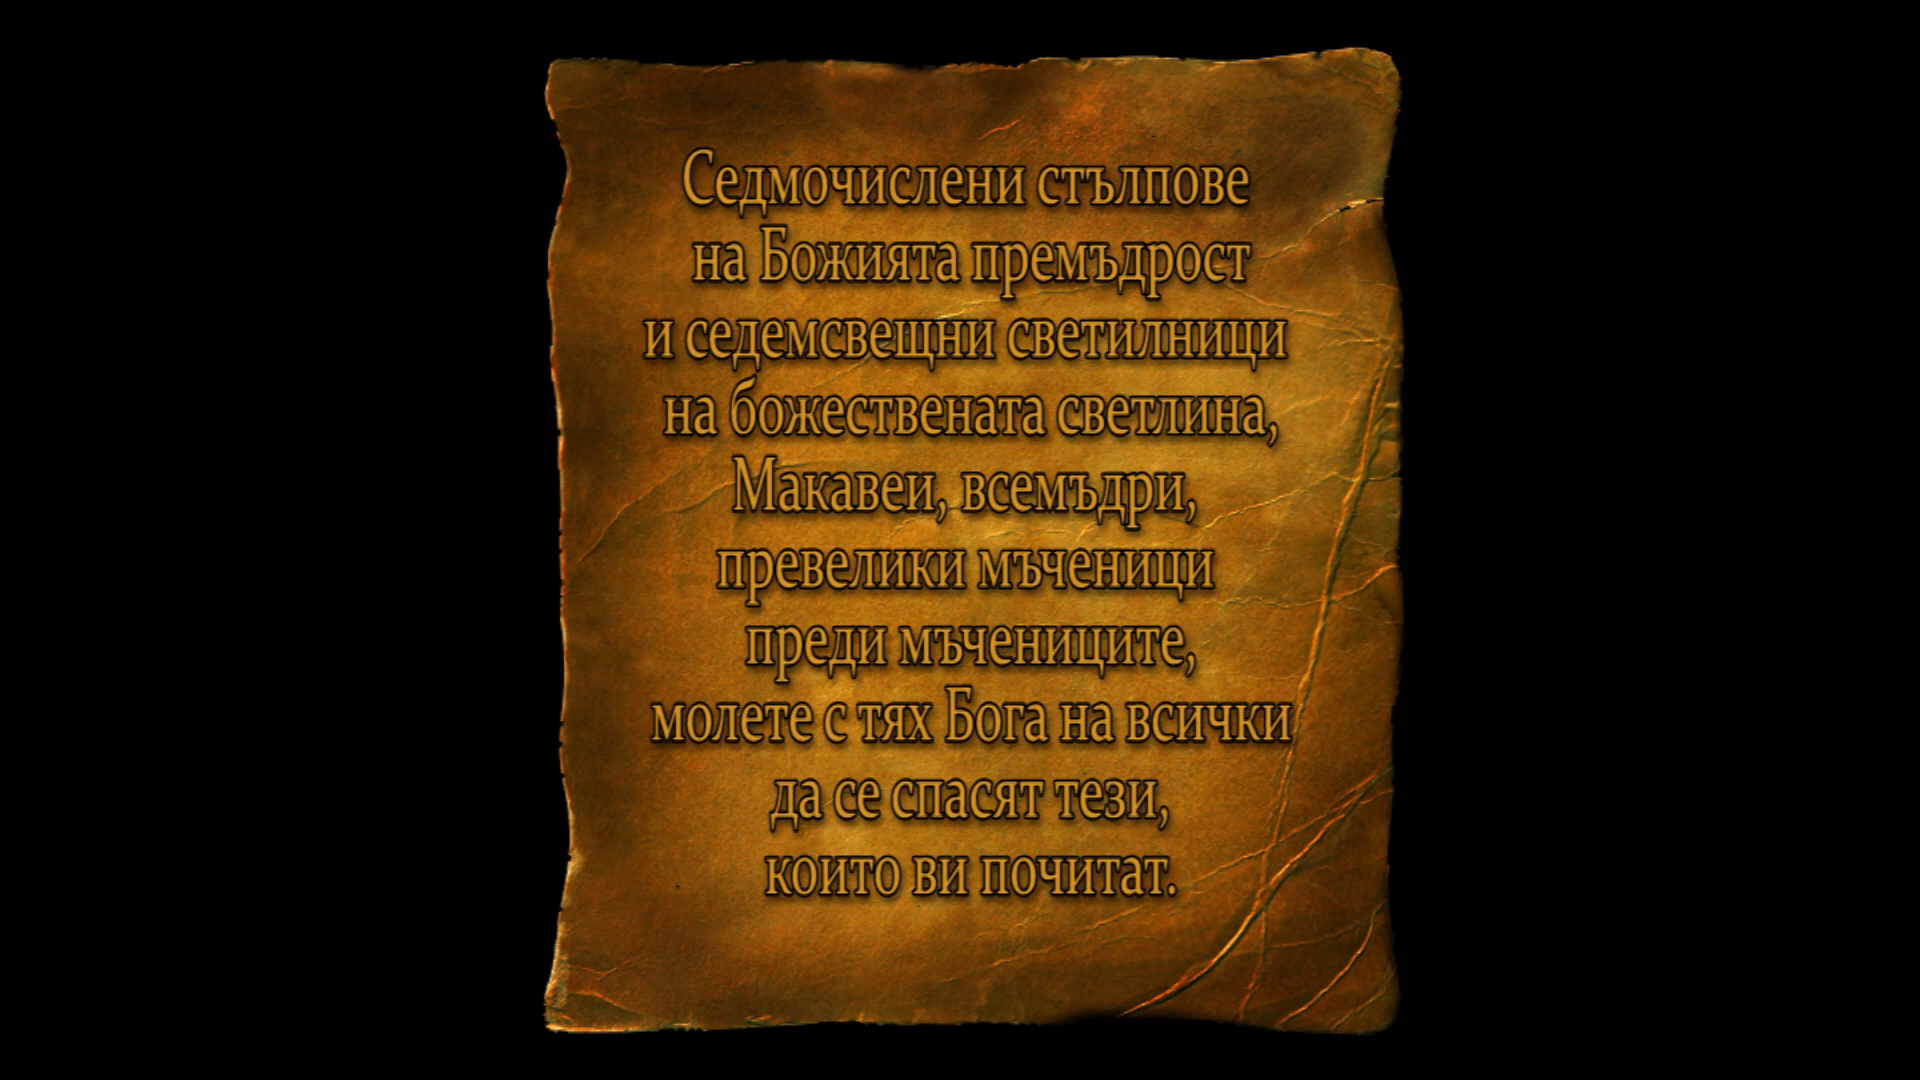 Седмочислени стълпове
на Божията премъдрост
и седемсвещни светилници
на божествената светлина,
Макавеи, всемъдри,
превелики мъченици
преди мъчениците,
молете с тях Бога на всички
да се спасят тези,
които ви почитат.